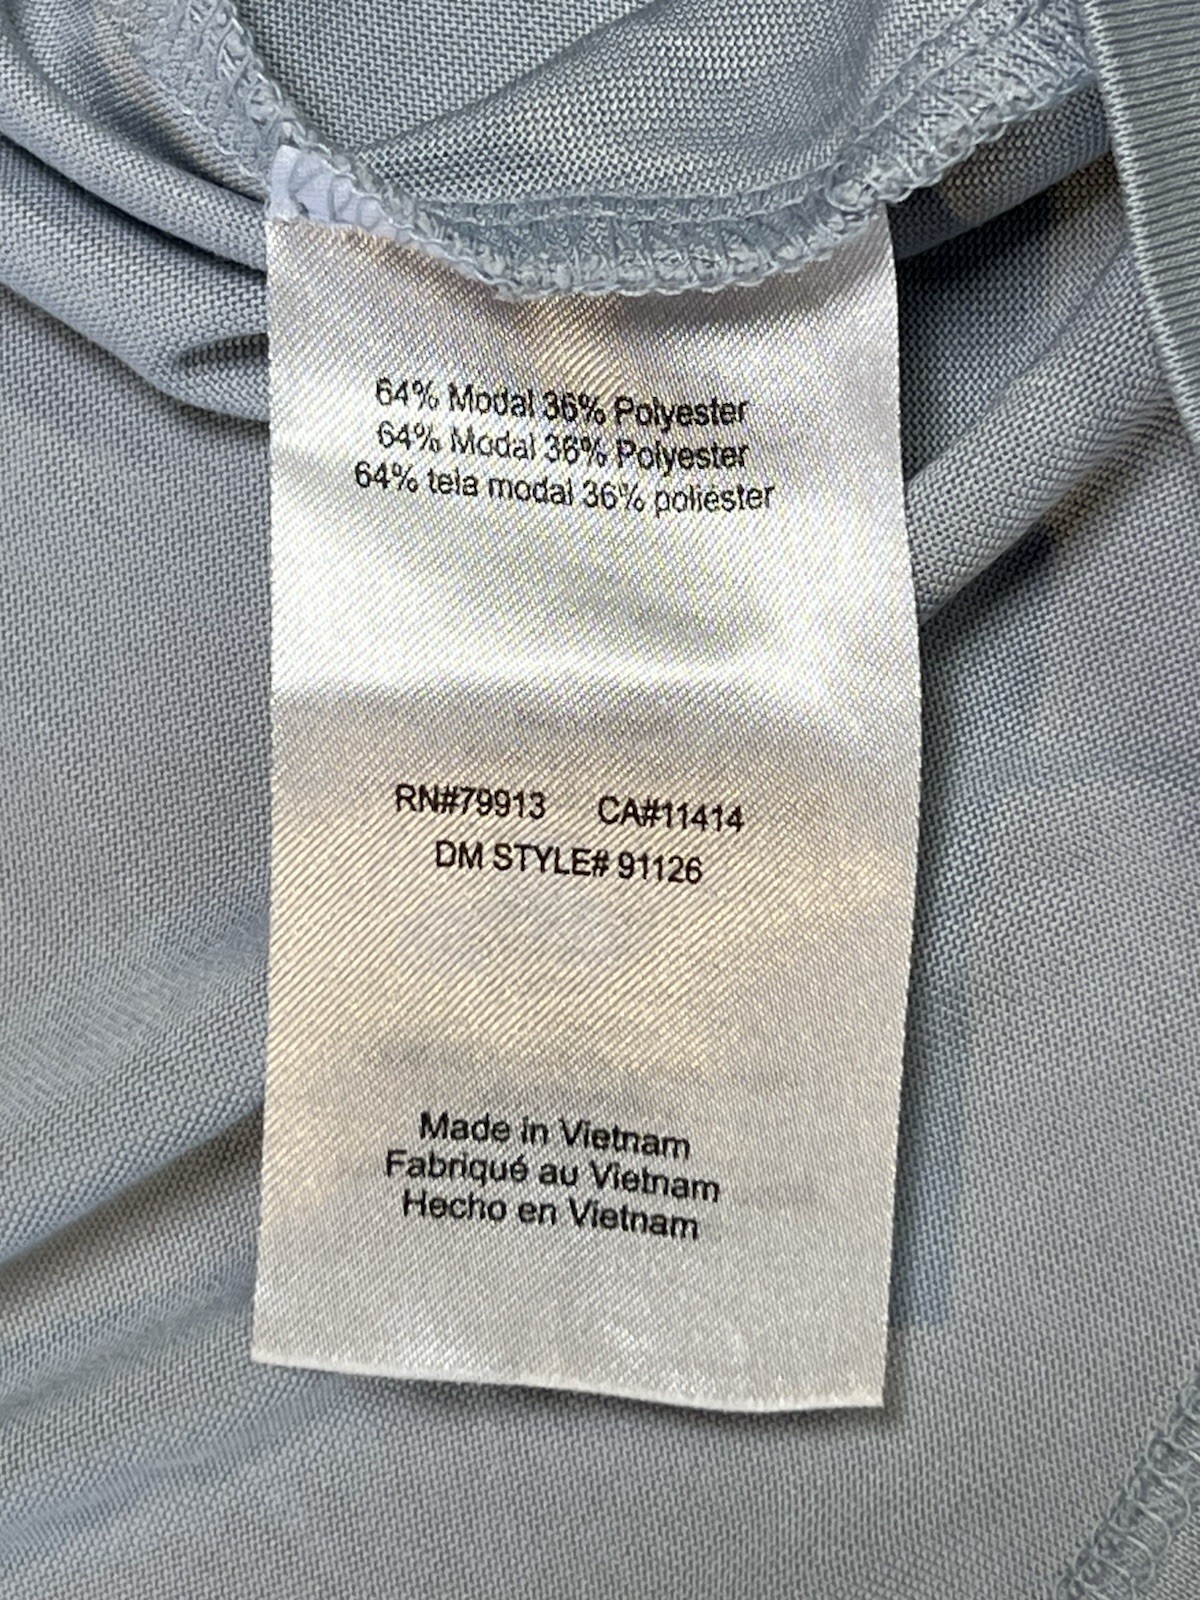 64% Modal 36% Polyester
64% Modal 36% Polyester
64% tela modal 36% poliéster
RN#79913 CA#11414
DM STYLE# 91126
Made in Vietnam
Fabriqué au Vietnam
Hecho en Vietnam